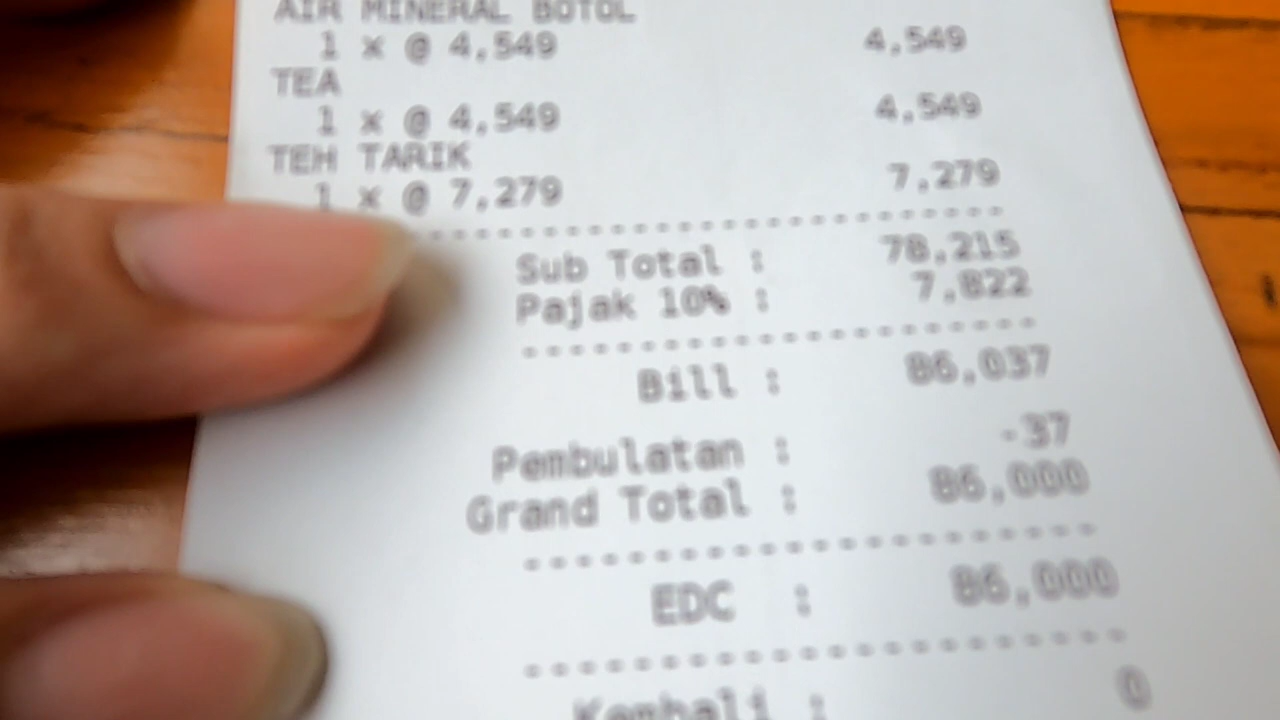 AIR MINERAL BOTOL
1 x @ 4,549 4,549
TEA
1 x @ 4,549 4,549
TEH TARIK
1 x @ 7,279 7,279
Sub Total : 78,215
Pajak 10% : 7,822
Bill : 86,037
Pembulatan : -37
Grand Total : 86,000
EDC : 86,000
Kembali : 0